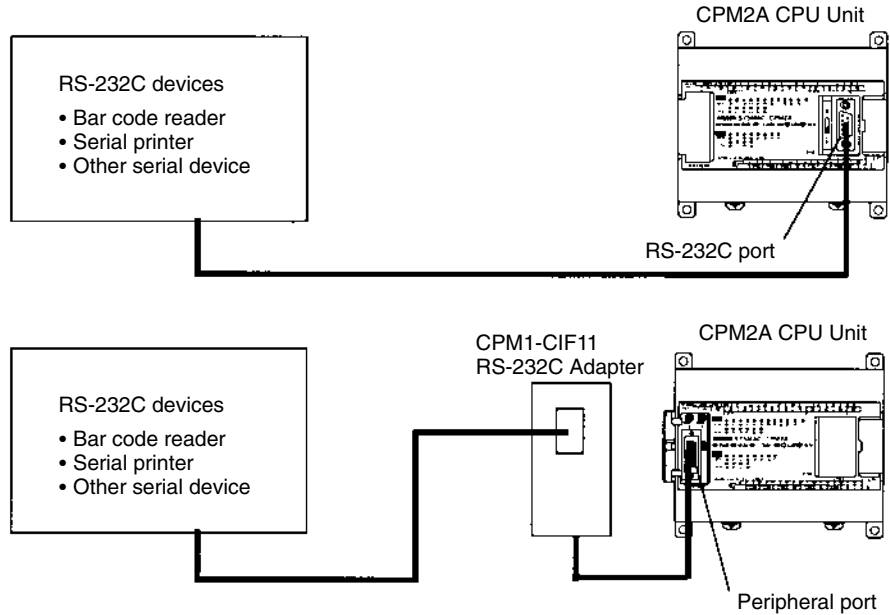 CPM2A CPU Unit
RS-232C devices
• Bar code reader
• Serial printer
• Other serial device
RS-232C port
CPM2A CPU Unit
CPM1-CIF11
RS-232C Adapter
RS-232C devices
• Bar code reader
• Serial printer
• Other serial device
Peripheral port